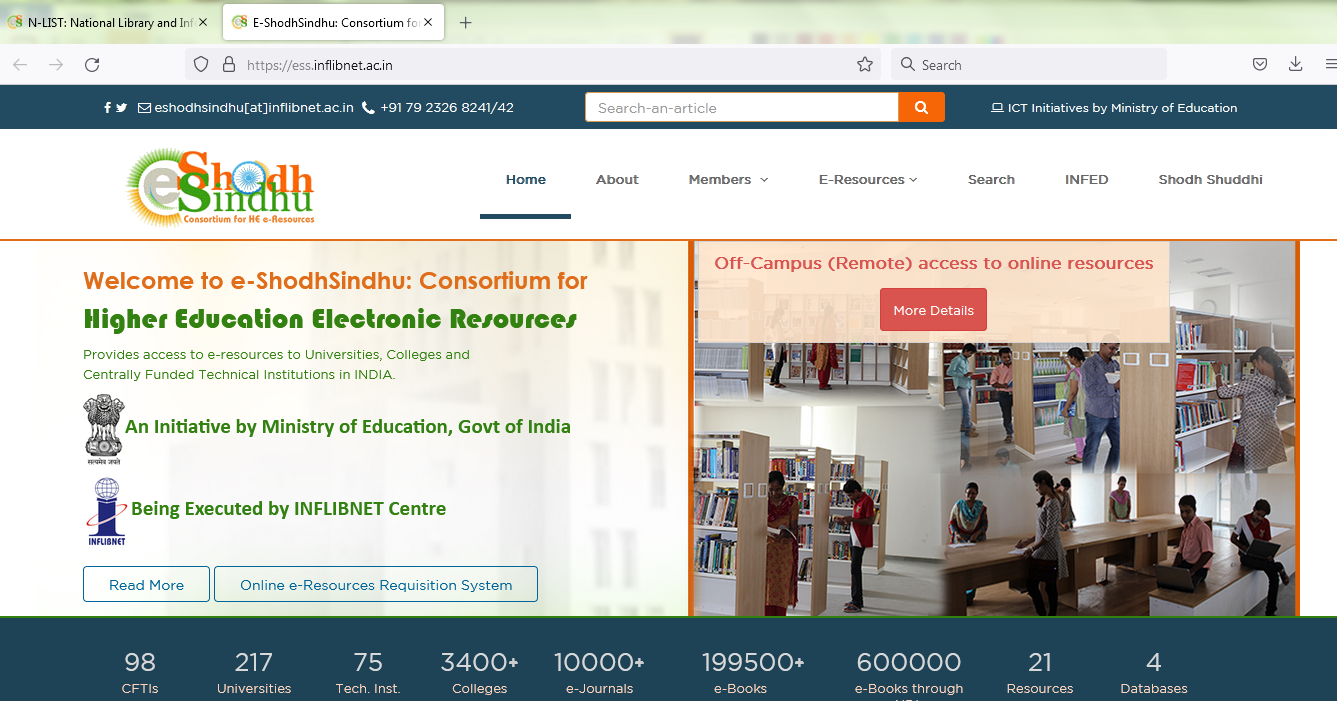 N-LIST: National Library and Inf
E-ShodhSindhu: Consortium fo
https://ess.inflibnet.ac.in
Search
eshodhsindhu[at]inflibnet.ac.in
+91 79 2326 8241/42
Search-an-article
ICT Initiatives by Ministry of Education
eShodh
Sindhu
Consortium for HE e-Resources
Home
About
Members
E-Resources
Search
INFED
Shodh Shuddhi
Welcome to e-ShodhSindhu: Consortium for
Higher Education Electronic Resources
Provides access to e-resources to Universities, Colleges and
Centrally Funded Technical Institutions in INDIA.
सत्यमेव जयते
An Initiative by Ministry of Education, Govt of India
INFLIBNET
Being Executed by INFLIBNET Centre
Read More
Online e-Resources Requisition System
Off-Campus (Remote) access to online resources
More Details
98
CFTIs
217
Universities
75
Tech. Inst.
3400+
Colleges
10000+
e-Journals
199500+
e-Books
600000
e-Books through
21
Resources
4
Databases